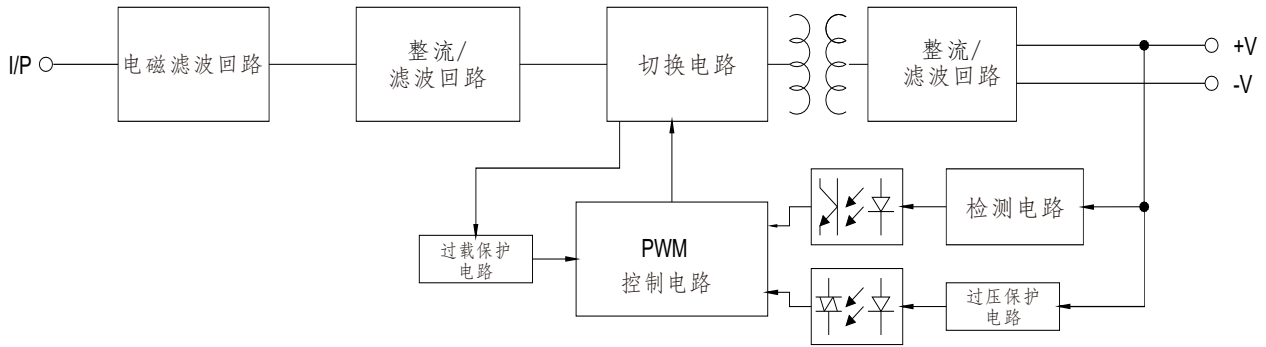 I/P
电磁滤波回路
整流/
滤波回路
切换电路
整流/
滤波回路
+V
-V
过载保护
电路
PWM
控制电路
检测电路
过压保护
电路